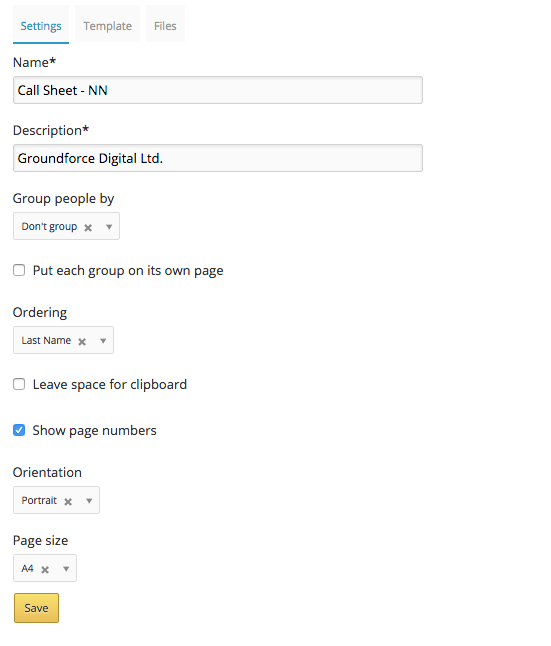 Settings Template Files
Name*
Call Sheet - NN
Description*
Groundforce Digital Ltd.
Group people by
Don't group
Put each group on its own page
Ordering
Last Name
Leave space for clipboard
Show page numbers
Orientation
Portrait
Page size
A4
Save